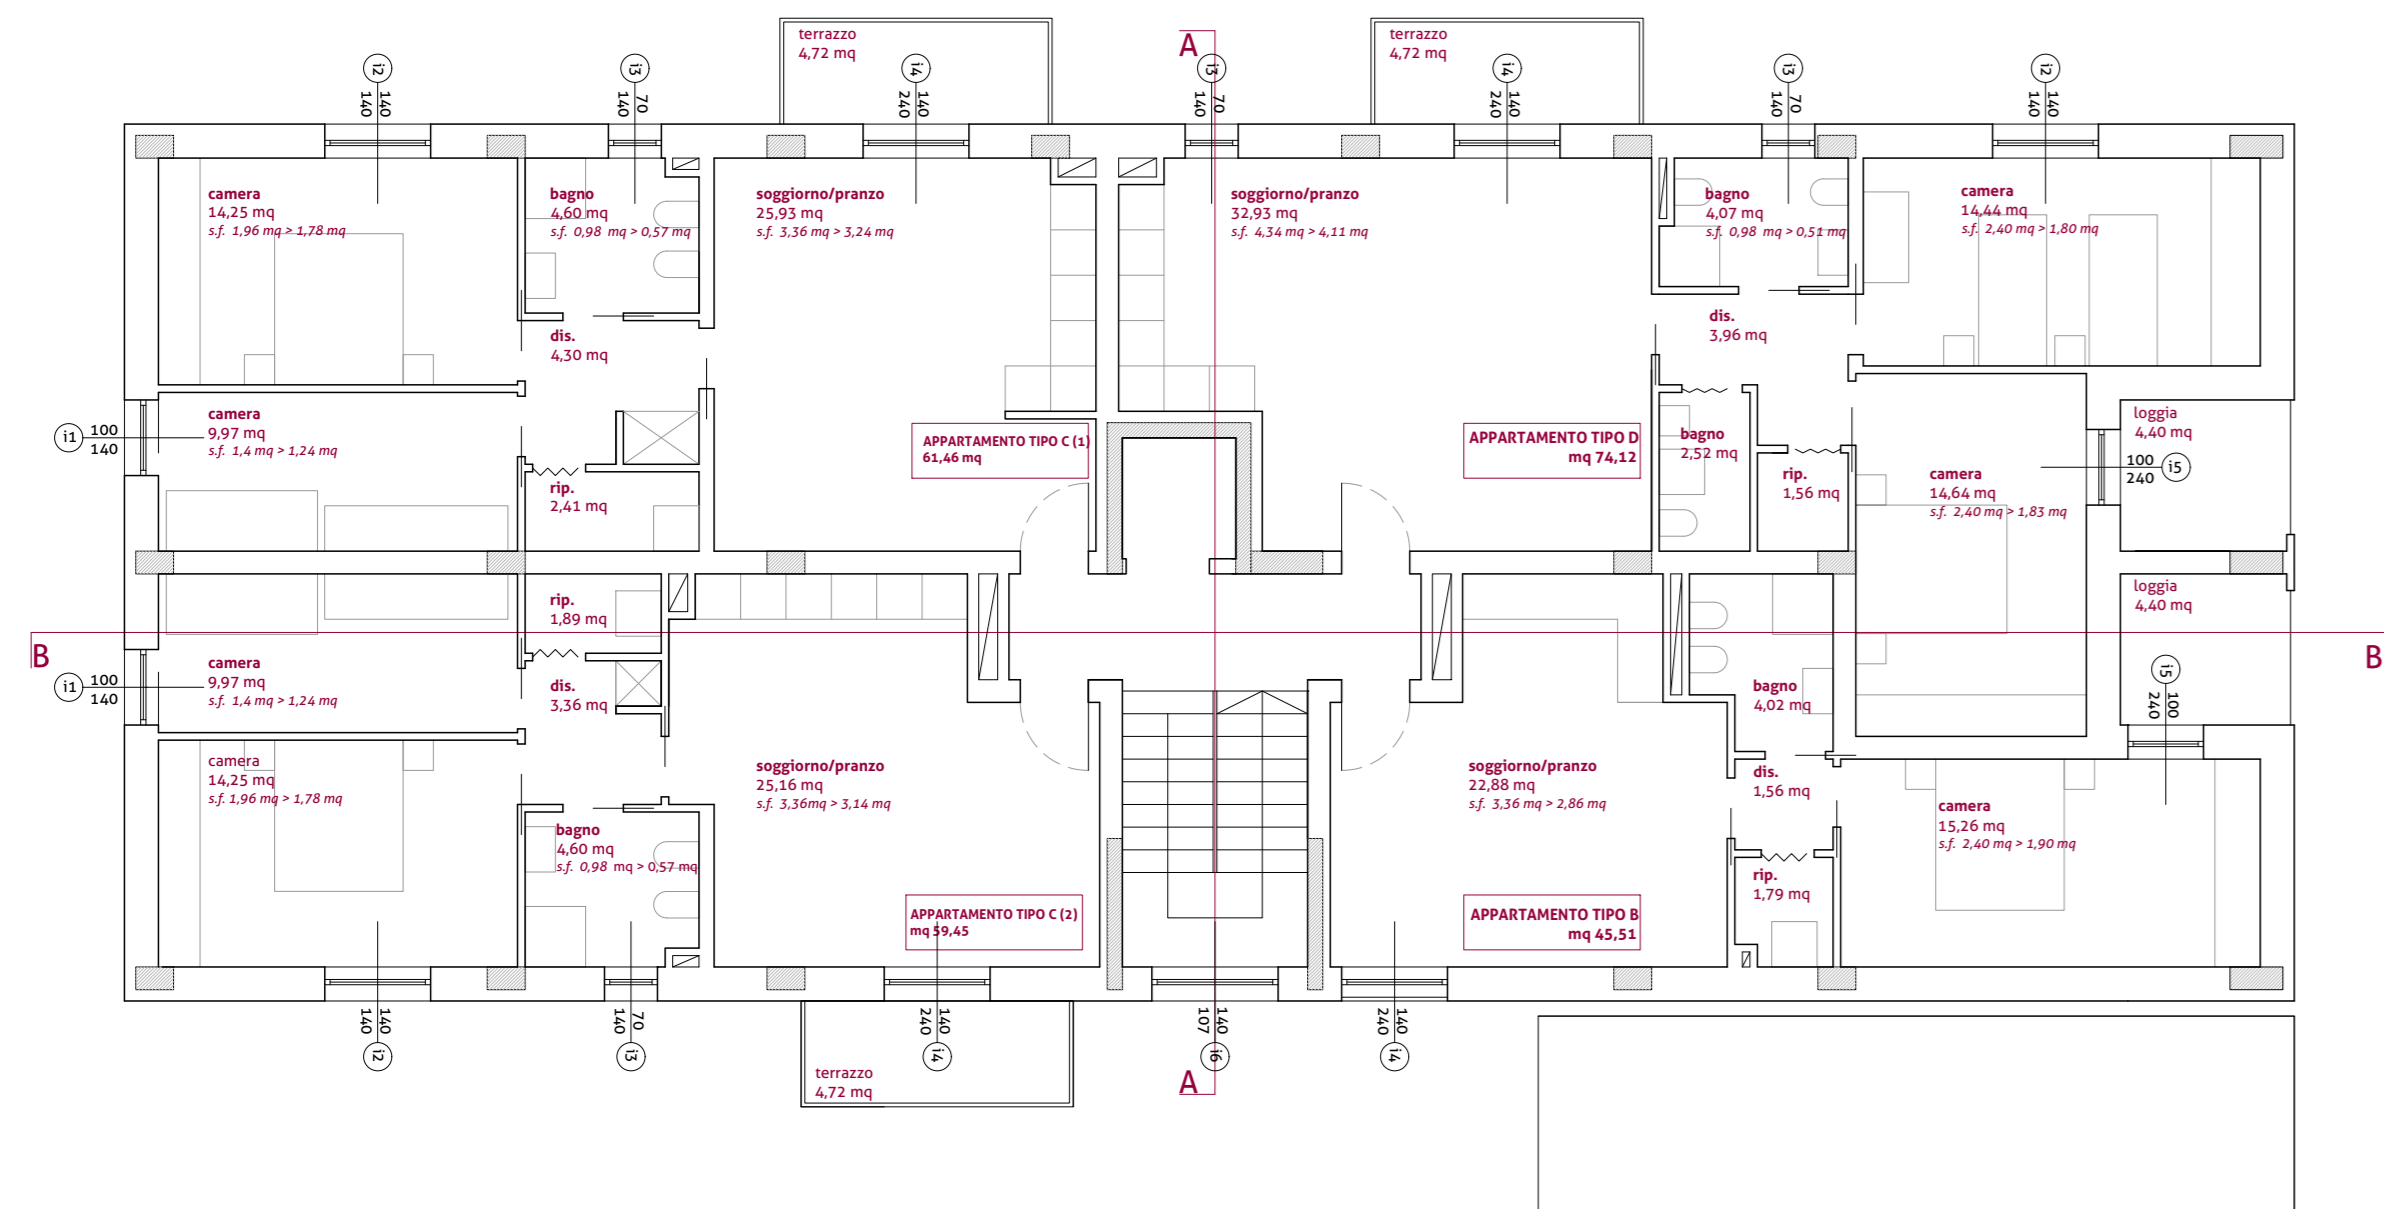 terrazzo
4,72 mq
A
terrazzo
4,72 mq
i2
140
140
i3
70
140
i4
140
240
i3
70
140
i4
140
240
i3
70
140
i2
140
140
camera
14,25 mq
s.f. 1,96 mq > 1,78 mq
bagno
4,60 mq
s.f. 0,98 mq > 0,57 mq
soggiorno/pranzo
25,93 mq
s.f. 3,36 mq > 3,24 mq
soggiorno/pranzo
32,93 mq
s.f. 4,34 mq > 4,11 mq
bagno
4,07 mq
s.f. 0,98 mq > 0,51 mq
camera
14,44 mq
s.f. 2,40 mq > 1,80 mq
dis.
4,30 mq
dis.
3,96 mq
i1
100
140
camera
9,97 mq
s.f. 1,4 mq > 1,24 mq
APPARTAMENTO TIPO C (1)
61,46 mq
APPARTAMENTO TIPO D
mq 74,12
bagno
2,52 mq
loggia
4,40 mq
rip.
2,41 mq
rip.
1,56 mq
camera
14,64 mq
s.f. 2,40 mq > 1,83 mq
100
240
i5
rip.
1,89 mq
loggia
4,40 mq
B
B
i1
100
140
camera
9,97 mq
s.f. 1,4 mq > 1,24 mq
dis.
3,36 mq
bagno
4,02 mq
i5
100
240
camera
14,25 mq
s.f. 1,96 mq > 1,78 mq
soggiorno/pranzo
25,16 mq
s.f. 3,36mq > 3,14 mq
soggiorno/pranzo
22,88 mq
s.f. 3,36 mq > 2,86 mq
dis.
1,56 mq
camera
15,26 mq
s.f. 2,40 mq > 1,90 mq
bagno
4,60 mq
s.f. 0,98 mq > 0,57 mq
rip.
1,79 mq
APPARTAMENTO TIPO C (2)
mq 59,45
APPARTAMENTO TIPO B
mq 45,51
140
140
i2
70
140
i3
140
240
i4
140
107
i6
140
240
i4
terrazzo
4,72 mq
A